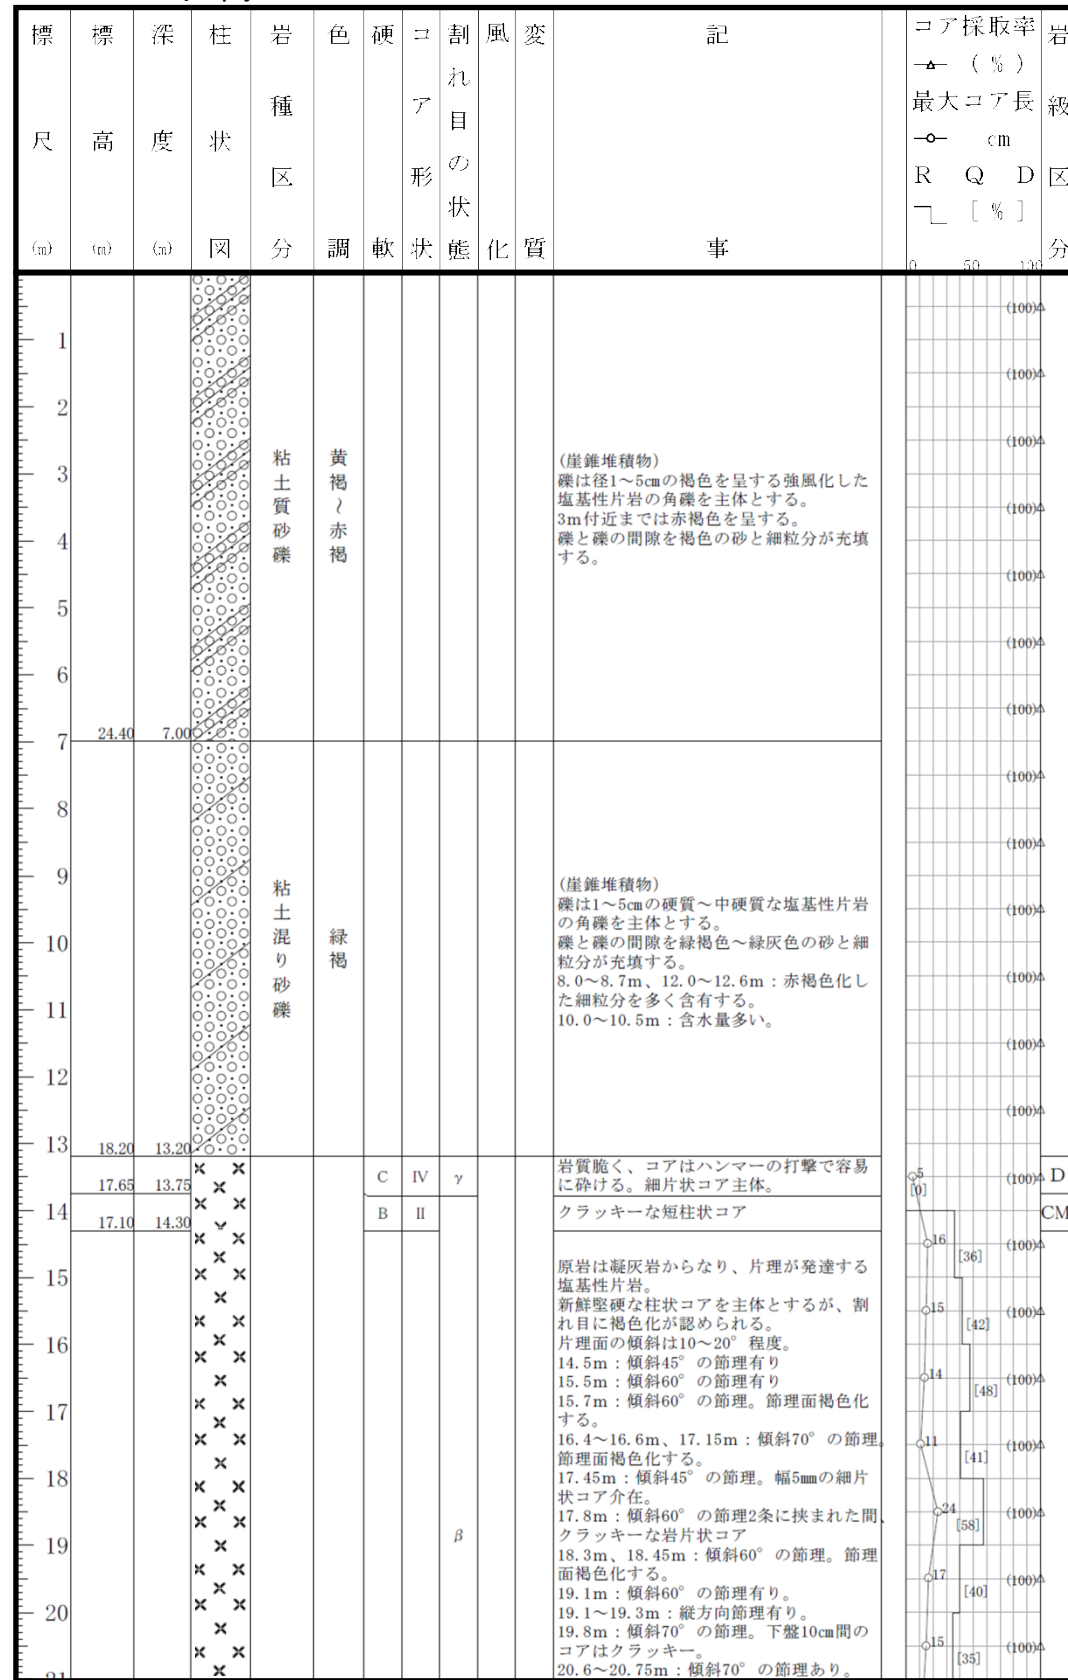 標尺(m)
標高(m)
深度(m)
柱状図
岩種区分
色調
硬軟
コア形状
割れ目の状態
風化
変質
記事
コア採取率
(%)
最大コア長
cm
RQD
[%]
0 50 100
岩級区分
1
2
3
4
5
6
7
8
9
10
11
12
13
14
15
16
17
18
19
20
21
24.40 7.00
粘土質砂礫
黄褐~赤褐
(崖錐堆積物)
礫は径1~5cmの褐色を呈する強風化した
塩基性片岩の角礫を主体とする。
3m付近までは赤褐色を呈する。
礫と礫の間隙を褐色の砂と細粒分が充填
する。
(100)
(100)
(100)
(100)
(100)
(100)
(100)
18.20 13.20
粘土混り砂礫
緑褐
(崖錐堆積物)
礫は1~5cmの硬質~中硬質な塩基性片岩
の角礫を主体とする。
礫と礫の間隙を緑褐色~緑灰色の砂と細
粒分が充填する。
8.0~8.7m、12.0~12.6m:赤褐色化し
た細粒分を多く含有する。
10.0~10.5m:含水量多い。
(100)
(100)
(100)
(100)
(100)
(100)
17.65 13.75
C IV γ
岩質脆く、コアはハンマーの打撃で容易
に砕ける。細片状コア主体。
5
[0]
(100)
D
17.10 14.30
B II
クラッキーな短柱状コア
CM
β
原岩は凝灰岩からなり、片理が発達する
塩基性片岩。
新鮮堅硬な柱状コアを主体とするが、割
れ目に褐色化が認められる。
片理面の傾斜は10~20°程度。
14.5m:傾斜45°の節理有り
15.5m:傾斜60°の節理有り
15.7m:傾斜60°の節理。節理面褐色化
する。
16.4~16.6m、17.15m:傾斜70°の節理。
節理面褐色化する。
17.45m:傾斜45°の節理。幅5mmの細片
状コア介在。
17.8m:傾斜60°の節理2条に挟まれた間、
クラッキーな岩片状コア
18.3m、18.45m:傾斜60°の節理。節理
面褐色化する。
19.1m:傾斜60°の節理有り。
19.1~19.3m:縦方向節理有り。
19.8m:傾斜70°の節理。下盤10cm間の
コアはクラッキー。
20.6~20.75m:傾斜70°の節理あり。
16 (100)
[36]
15 (100)
[42]
14 (100)
[48]
11 (100)
[41]
24 (100)
[58]
17 (100)
[40]
15 (100)
[35]